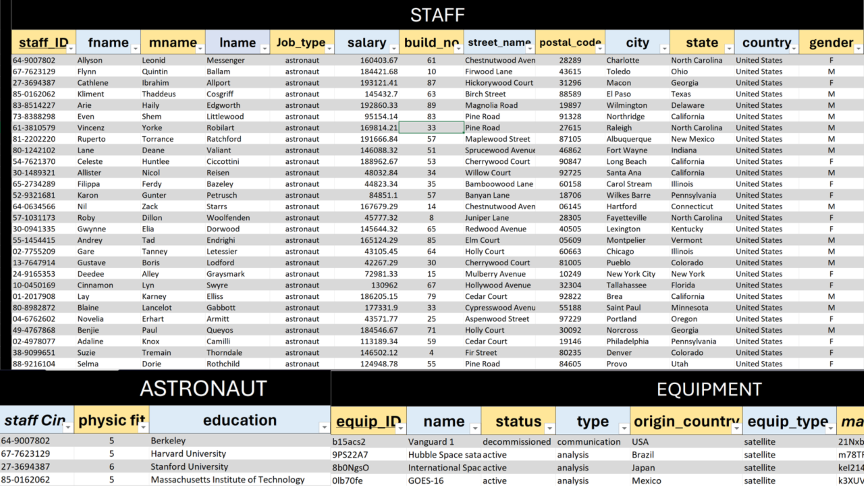 STAFF
staff_ID fname mname lname Job_type salary build_no street_name postal_code city state country gender
64-9007802 Allyson Leonid Messenger astronaut 160403.67 61 Chestnutwood Aven 28289 Charlotte North Carolina United States F
67-7623129 Flynn Quintin Ballam astronaut 184421.68 10 Firwood Lane 43615 Toledo Ohio United States M
27-3694387 Cathlene Ibrahim Allport astronaut 193121.41 87 Hickorywood Court 31296 Macon Georgia United States F
85-0162062 Kliment Thaddeus Cosgriff astronaut 145432.7 63 Birch Street 88589 El Paso Texas United States M
83-8514227 Arie Haily Edgworth astronaut 192860.33 89 Magnolia Road 19897 Wilmington Delaware United States M
73-8388298 Even Shem Littlewood astronaut 95154.14 83 Pine Road 91328 Northridge California United States M
61-3810579 Vincenz Yorke Robilart astronaut 169814.21 33 Pine Road 27615 Raleigh North Carolina United States M
81-2202220 Ruperto Torrance Ratchford astronaut 191666.84 57 Maplewood Street 87105 Albuquerque New Mexico United States M
80-1242102 Lane Deane Valiant astronaut 146088.32 51 Sprucewood Avenue 46862 Fort Wayne Indiana United States M
54-7621370 Celeste Huntlee Ciccottini astronaut 188962.67 53 Cherrywood Court 90847 Long Beach California United States F
30-1489321 Allister Nicol Reisen astronaut 48032.84 34 Willow Court 92725 Santa Ana California United States M
65-2734289 Filippa Ferdy Bazeley astronaut 44823.34 35 Bamboowood Lane 60158 Carol Stream Illinois United States F
52-9321681 Karon Gunter Petrusch astronaut 84851.1 57 Banyan Lane 18706 Wilkes Barre Pennsylvania United States F
64-0634566 Nil Zack Starrs astronaut 167679.29 14 Chestnutwood Aven 06145 Hartford Connecticut United States M
57-1031173 Roby Dillon Woolfenden astronaut 45777.32 8 Juniper Lane 28305 Fayetteville North Carolina United States F
30-0941335 Gwynne Elia Dorwood astronaut 145644.32 65 Redwood Avenue 40505 Lexington Kentucky United States F
55-1454415 Andrey Tad Endrighi astronaut 165124.29 85 Elm Court 05609 Montpelier Vermont United States M
02-7755209 Gare Tanney Letessier astronaut 43105.45 64 Holly Court 60663 Chicago Illinois United States M
13-7647914 Gustave Boris Lodford astronaut 42267.29 30 Cherrywood Court 81005 Pueblo Colorado United States M
24-9165353 Deedee Alley Graysmark astronaut 72981.33 15 Mulberry Avenue 10249 New York City New York United States F
10-0450169 Cinnamon Lyn Swyre astronaut 130962 67 Hollywood Avenue 32304 Tallahassee Florida United States F
01-2017908 Lay Karney Elliss astronaut 186205.15 79 Cedar Court 92822 Brea California United States M
80-8982872 Blaine Lancelot Gabbott astronaut 177331.9 33 Cypresswood Avenu 55188 Saint Paul Minnesota United States M
04-6762602 Novelia Erhart Armitt astronaut 43571.77 25 Aspenwood Street 97229 Portland Oregon United States F
49-4767868 Benjie Paul Queyos astronaut 184546.67 71 Holly Court 30092 Norcross Georgia United States M
02-4978077 Adaline Knox Camilli astronaut 113189.34 59 Cedar Court 19146 Philadelphia Pennsylvania United States F
38-9099651 Suzie Tremain Thorndale astronaut 146502.12 4 Fir Street 80235 Denver Colorado United States F
88-9216104 Selma Dorie Rothschild astronaut 124948.78 55 Pine Road 84605 Provo Utah United States F
ASTRONAUT
staff Cin physic fit education
64-9007802 5 Berkeley
67-7623129 5 Harvard University
27-3694387 6 Stanford University
85-0162062 5 Massachusetts Institute of Technology
EQUIPMENT
equip_ID name status type origin_country equip_type ma
b15acs2 Vanguard 1 decommissioned communication USA satellite 21Nxb
9PS22A7 Hubble Space sata active analysis Brazil satellite m78TF
8b0NgsO International Spac active analysis Japan satellite keI214
0lb70fe GOES-16 active analysis Mexico satellite k3XUV